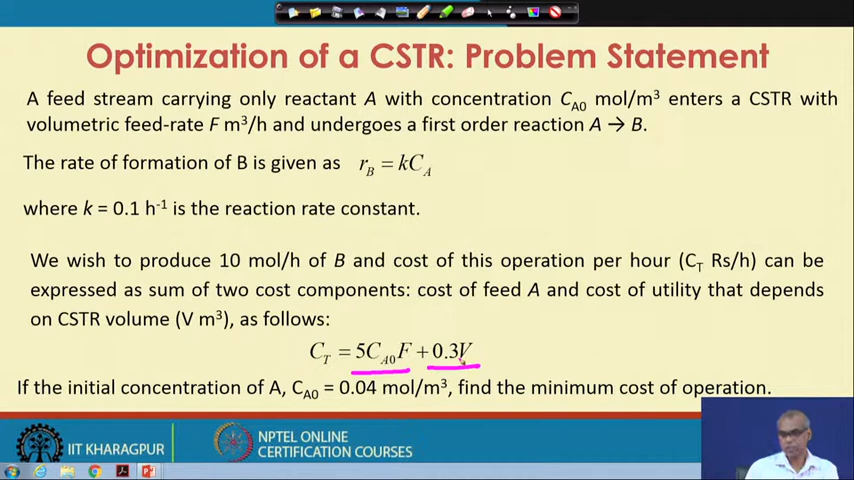 Optimization of a CSTR: Problem Statement
A feed stream carrying only reactant A with concentration C_A0 mol/m³ enters a CSTR with
volumetric feed-rate F m³/h and undergoes a first order reaction A → B.
The rate of formation of B is given as r_B = kC_A
where k = 0.1 h⁻¹ is the reaction rate constant.
We wish to produce 10 mol/h of B and cost of this operation per hour (C_T Rs/h) can be
expressed as sum of two cost components: cost of feed A and cost of utility that depends
on CSTR volume (V m³), as follows:
C_T = 5C_A0F + 0.3V
If the initial concentration of A, C_A0 = 0.04 mol/m³, find the minimum cost of operation.
IIT KHARAGPUR
NPTEL ONLINE
CERTIFICATION COURSES